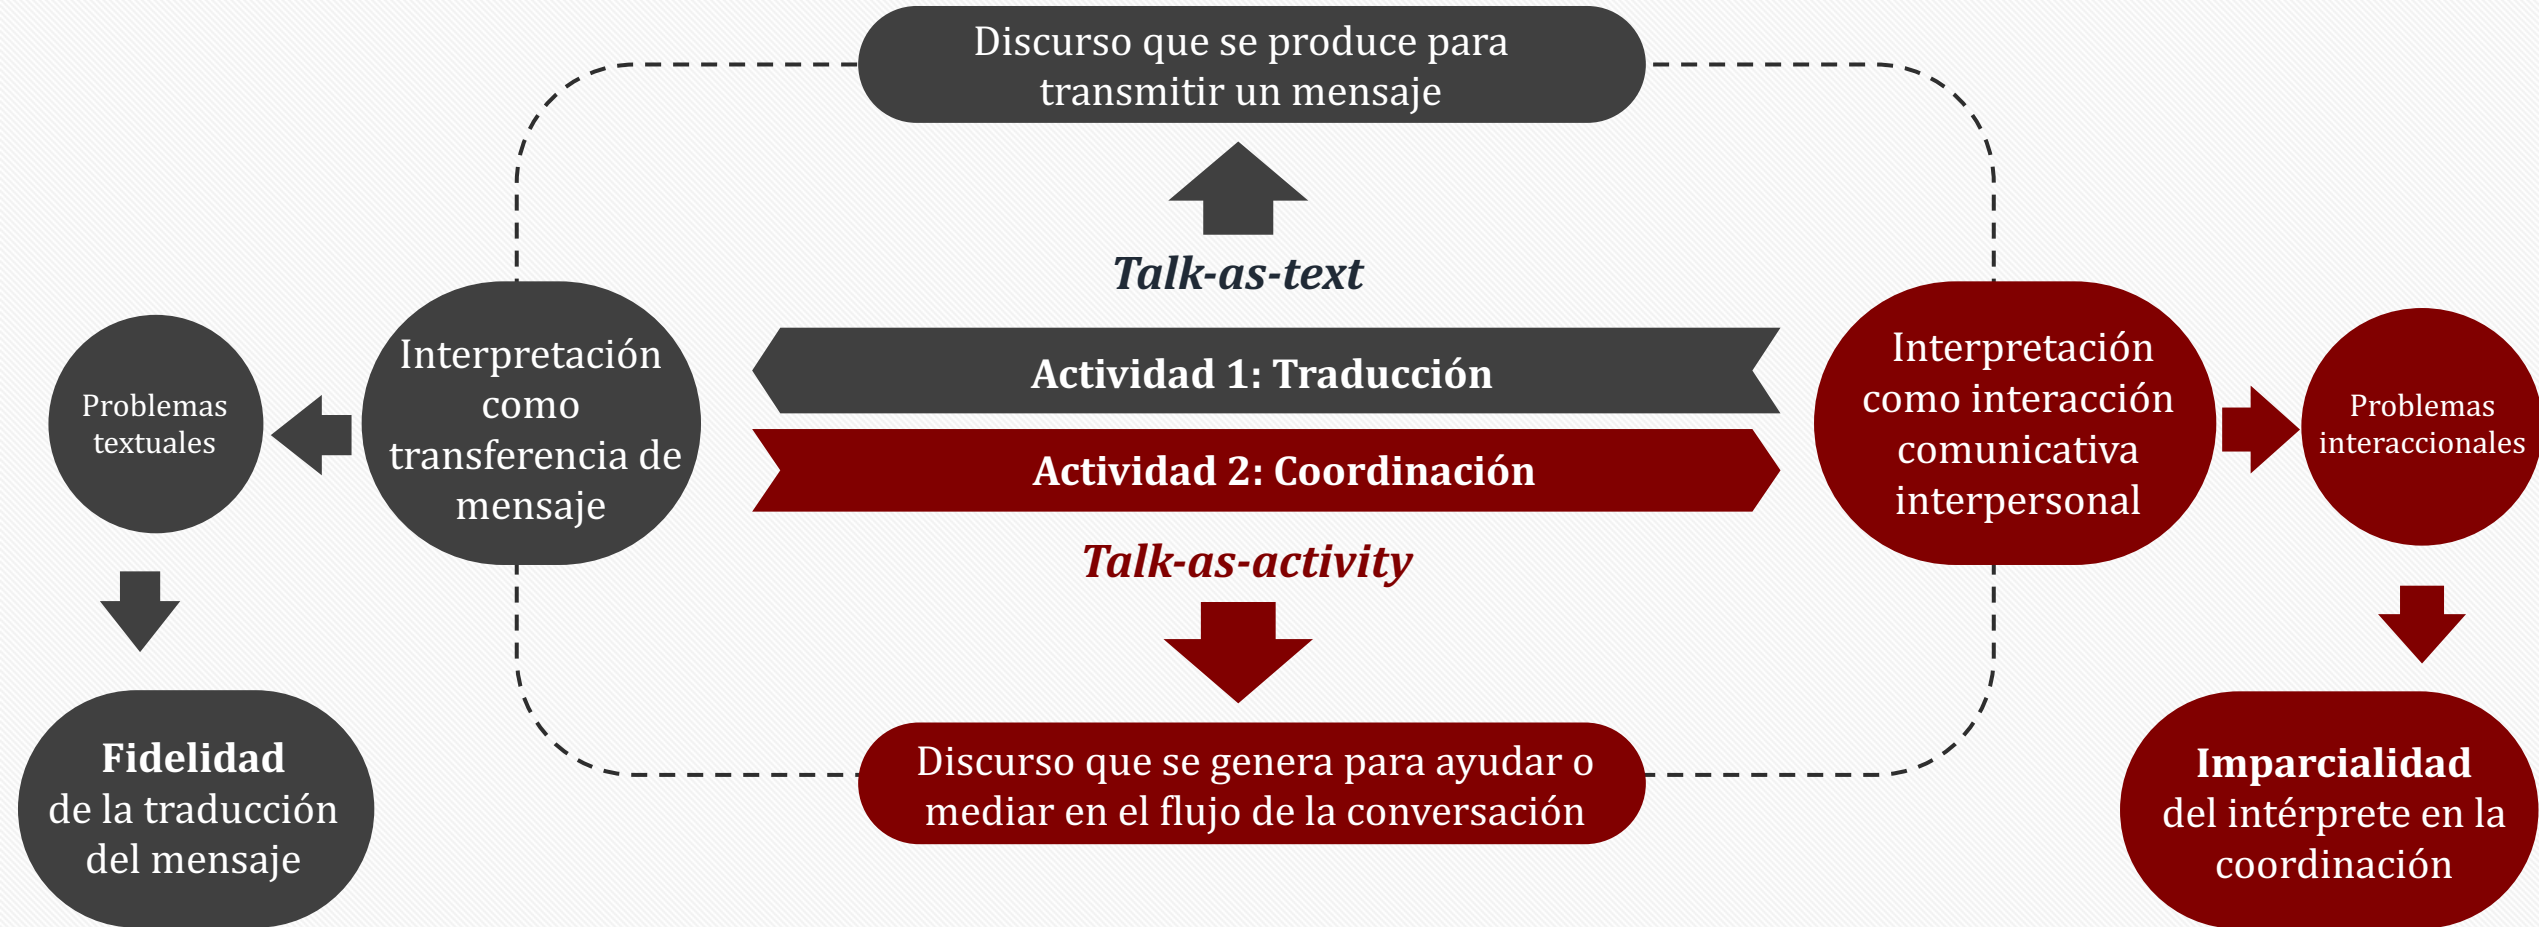 Discurso que se produce para
transmitir un mensaje
Talk-as-text
Problemas
textuales
Interpretación
como
transferencia de
mensaje
Actividad 1: Traducción
Actividad 2: Coordinación
Interpretación
como interacción
comunicativa
interpersonal
Problemas
interaccionales
Talk-as-activity
Fidelidad
de la traducción
del mensaje
Discurso que se genera para ayudar o
mediar en el flujo de la conversación
Imparcialidad
del intérprete en la
coordinación